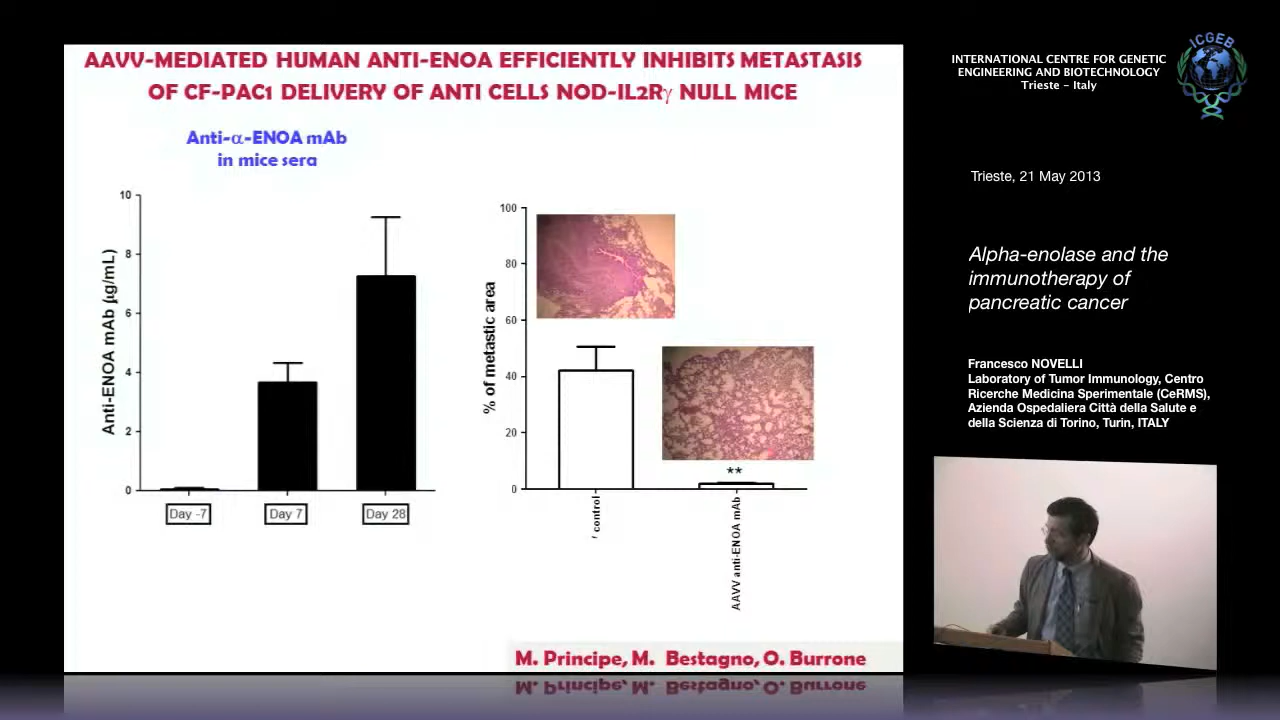 AAVV-MEDIATED HUMAN ANTI-ENOA EFFICIENTLY INHIBITS METASTASIS
OF CF-PAC1 DELIVERY OF ANTI CELLS NOD-IL2Rγ NULL MICE
Anti-α-ENOA mAb
in mice sera
Anti-ENOA mAb (µg/mL)
10
8
6
4
2
0
Day -7
Day 7
Day 28
% of metastic area
100
80
60
40
20
0
**
control
AAVV anti-ENOA mAb
M. Principe, M. Bestagno, O. Burrone
INTERNATIONAL CENTRE FOR GENETIC
ENGINEERING AND BIOTECHNOLOGY
Trieste - Italy
ICGEB
Trieste, 21 May 2013
Alpha-enolase and the
immunotherapy of
pancreatic cancer
Francesco NOVELLI
Laboratory of Tumor Immunology, Centro
Ricerche Medicina Sperimentale (CeRMS),
Azienda Ospedaliera Città della Salute e
della Scienza di Torino, Turin, ITALY